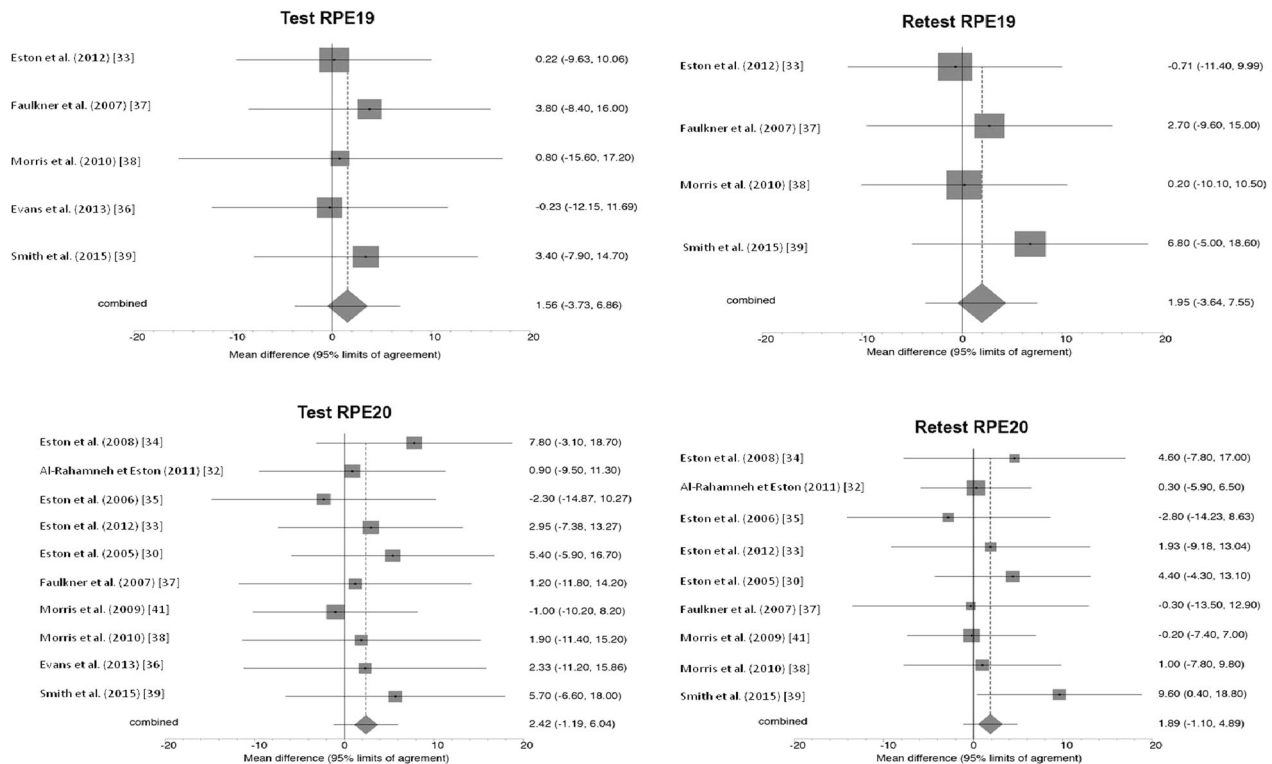 Test RPE19
Eston et al. (2012) [33] 0.22 (-9.63, 10.06)
Faulkner et al. (2007) [37] 3.80 (-8.40, 16.00)
Morris et al. (2010) [38] 0.80 (-15.60, 17.20)
Evans et al. (2013) [36] -0.23 (-12.15, 11.69)
Smith et al. (2015) [39] 3.40 (-7.90, 14.70)
combined 1.56 (-3.73, 6.86)
-20 -10 0 10 20
Mean difference (95% limits of agreement)
Retest RPE19
Eston et al. (2012) [33] -0.71 (-11.40, 9.99)
Faulkner et al. (2007) [37] 2.70 (-9.60, 15.00)
Morris et al. (2010) [38] 0.20 (-10.10, 10.50)
Smith et al. (2015) [39] 6.80 (-5.00, 18.60)
combined 1.95 (-3.64, 7.55)
-20 -10 0 10 20
Mean difference (95% limits of agreement)
Test RPE20
Eston et al. (2008) [34] 7.80 (-3.10, 18.70)
Al-Rahamneh et Eston (2011) [32] 0.90 (-9.50, 11.30)
Eston et al. (2006) [35] -2.30 (-14.87, 10.27)
Eston et al. (2012) [33] 2.95 (-7.38, 13.27)
Eston et al. (2005) [30] 5.40 (-5.90, 16.70)
Faulkner et al. (2007) [37] 1.20 (-11.80, 14.20)
Morris et al. (2009) [41] -1.00 (-10.20, 8.20)
Morris et al. (2010) [38] 1.90 (-11.40, 15.20)
Evans et al. (2013) [36] 2.33 (-11.20, 15.86)
Smith et al. (2015) [39] 5.70 (-6.60, 18.00)
combined 2.42 (-1.19, 6.04)
-20 -10 0 10 20
Mean difference (95% limits of agreement)
Retest RPE20
Eston et al. (2008) [34] 4.60 (-7.80, 17.00)
Al-Rahamneh et Eston (2011) [32] 0.30 (-5.90, 6.50)
Eston et al. (2006) [35] -2.80 (-14.23, 8.63)
Eston et al. (2012) [33] 1.93 (-9.18, 13.04)
Eston et al. (2005) [30] 4.40 (-4.30, 13.10)
Faulkner et al. (2007) [37] -0.30 (-13.50, 12.90)
Morris et al. (2009) [41] -0.20 (-7.40, 7.00)
Morris et al. (2010) [38] 1.00 (-7.80, 9.80)
Smith et al. (2015) [39] 9.60 (0.40, 18.80)
combined 1.89 (-1.10, 4.89)
-20 -10 0 10 20
Mean difference (95% limits of agreement)